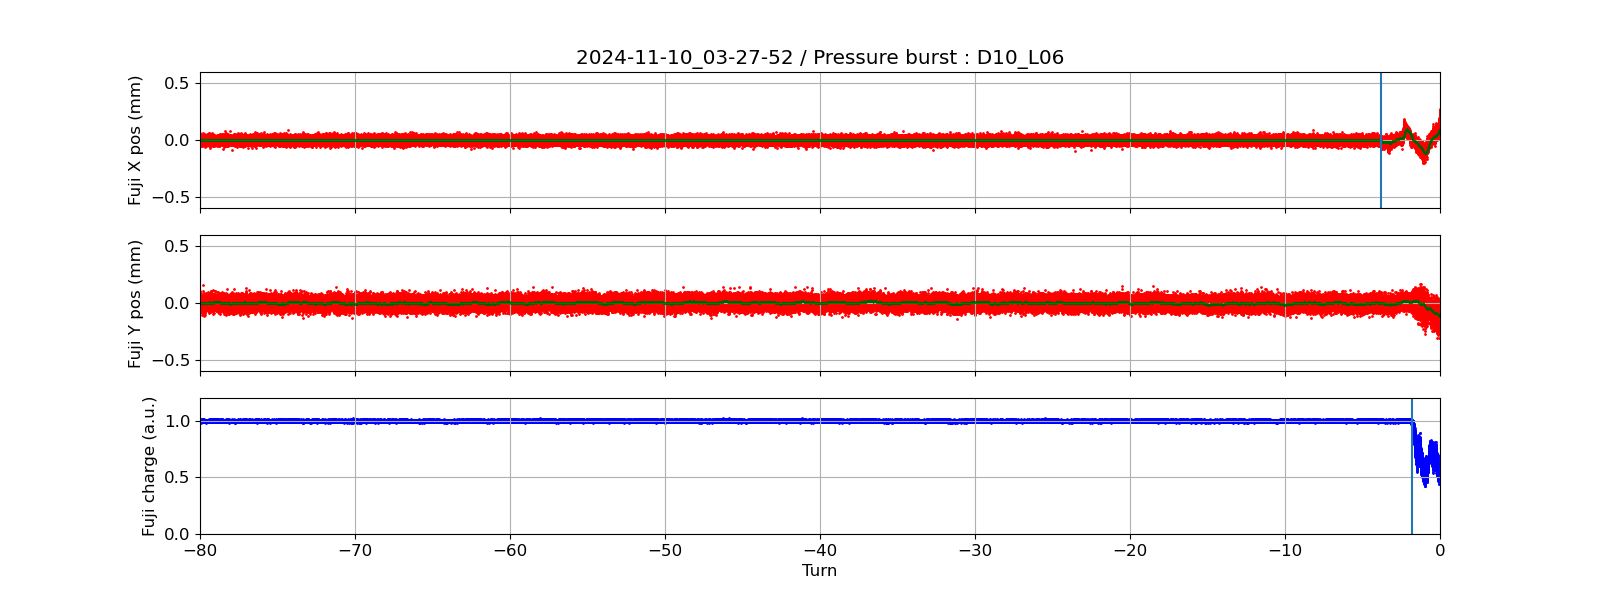 2024-11-10_03-27-52 / Pressure burst : D10_L06
Fuji X pos (mm)
0.5
0.0
−0.5
Fuji Y pos (mm)
0.5
0.0
−0.5
Fuji charge (a.u.)
1.0
0.5
0.0
−80 −70 −60 −50 −40 −30 −20 −10 0
Turn